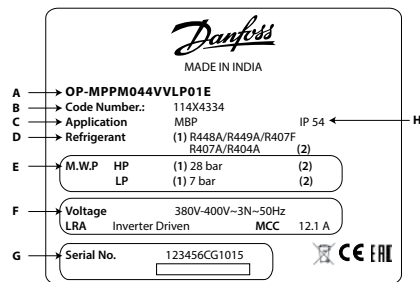 Danfoss
MADE IN INDIA
A OP-MPPM044VVLP01E
B Code Number.: 114X4334
C Application MBP IP 54 H
D Refrigerant (1) R448A/R449A/R407F
R407A/R404A (2)
E M.W.P HP (1) 28 bar (2)
LP (1) 7 bar (2)
F Voltage 380V-400V~3N~50Hz
LRA Inverter Driven MCC 12.1 A
G Serial No. 123456CG1015
CE EAC